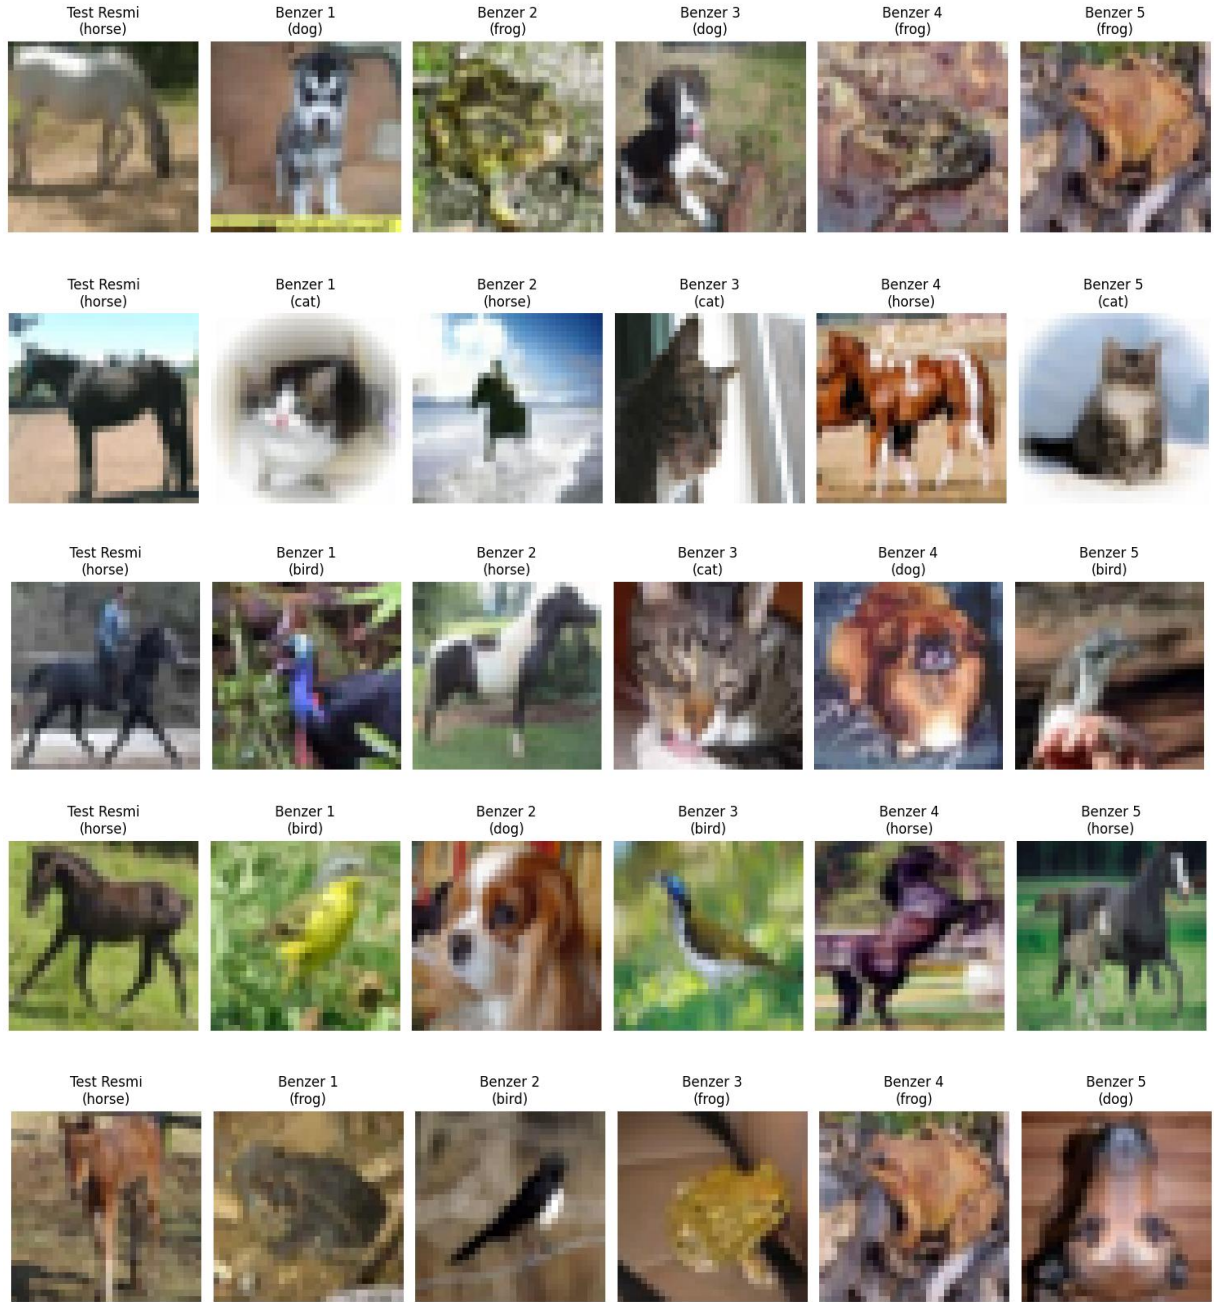 Test Resmi
(horse)
Benzer 1
(dog)
Benzer 2
(frog)
Benzer 3
(dog)
Benzer 4
(frog)
Benzer 5
(frog)
Test Resmi
(horse)
Benzer 1
(cat)
Benzer 2
(horse)
Benzer 3
(cat)
Benzer 4
(horse)
Benzer 5
(cat)
Test Resmi
(horse)
Benzer 1
(bird)
Benzer 2
(horse)
Benzer 3
(cat)
Benzer 4
(dog)
Benzer 5
(bird)
Test Resmi
(horse)
Benzer 1
(bird)
Benzer 2
(dog)
Benzer 3
(bird)
Benzer 4
(horse)
Benzer 5
(horse)
Test Resmi
(horse)
Benzer 1
(frog)
Benzer 2
(bird)
Benzer 3
(frog)
Benzer 4
(frog)
Benzer 5
(dog)